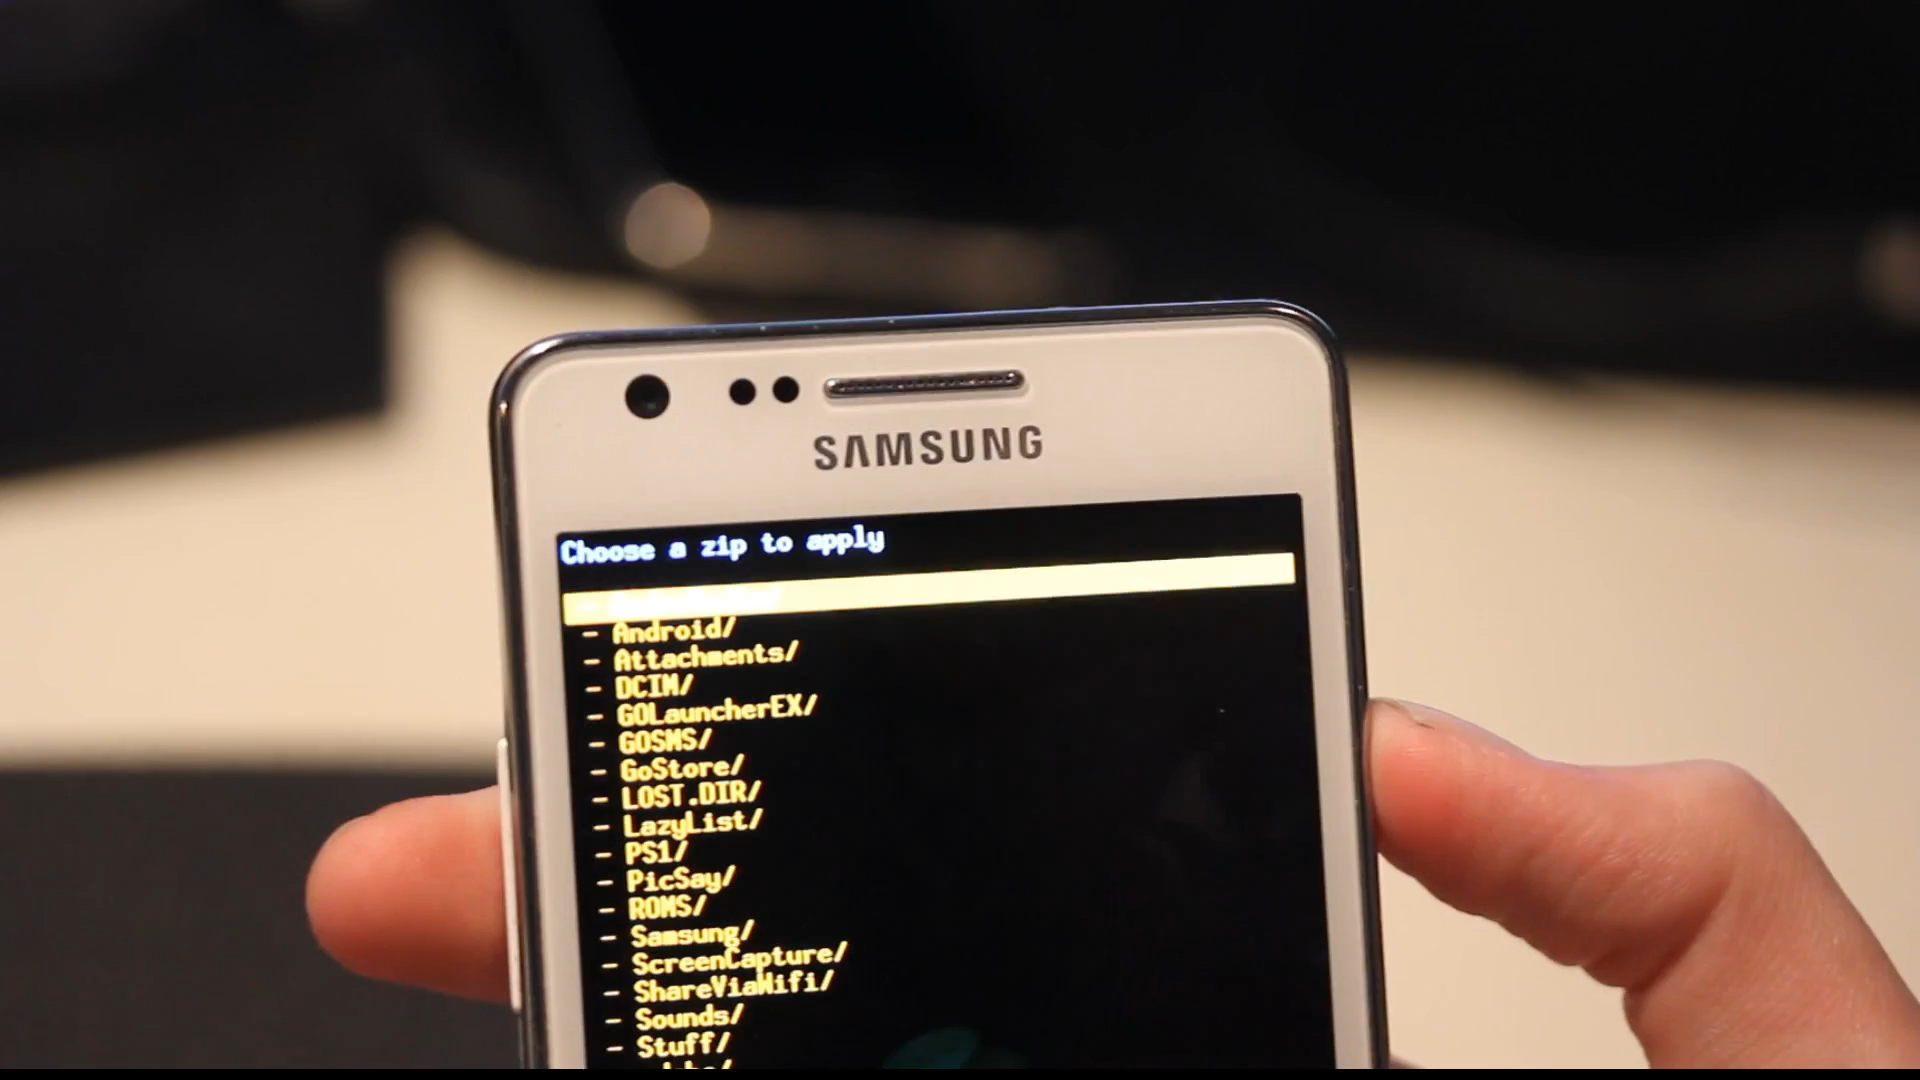 SAMSUNG
Choose a zip to apply
- Android/
- Attachments/
- DCIM/
- GOLauncherEX/
- GOSMS/
- GoStore/
- LOST.DIR/
- LazyList/
- PS1/
- PicSay/
- ROMS/
- Samsung/
- ScreenCapture/
- ShareViaWifi/
- Sounds/
- Stuff/